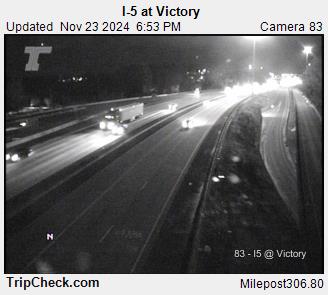 I-5 at Victory
Updated Nov 23 2024 6:53 PM Camera 83
T
N
83 - I5 @ Victory
TripCheck.com Milepost306.80